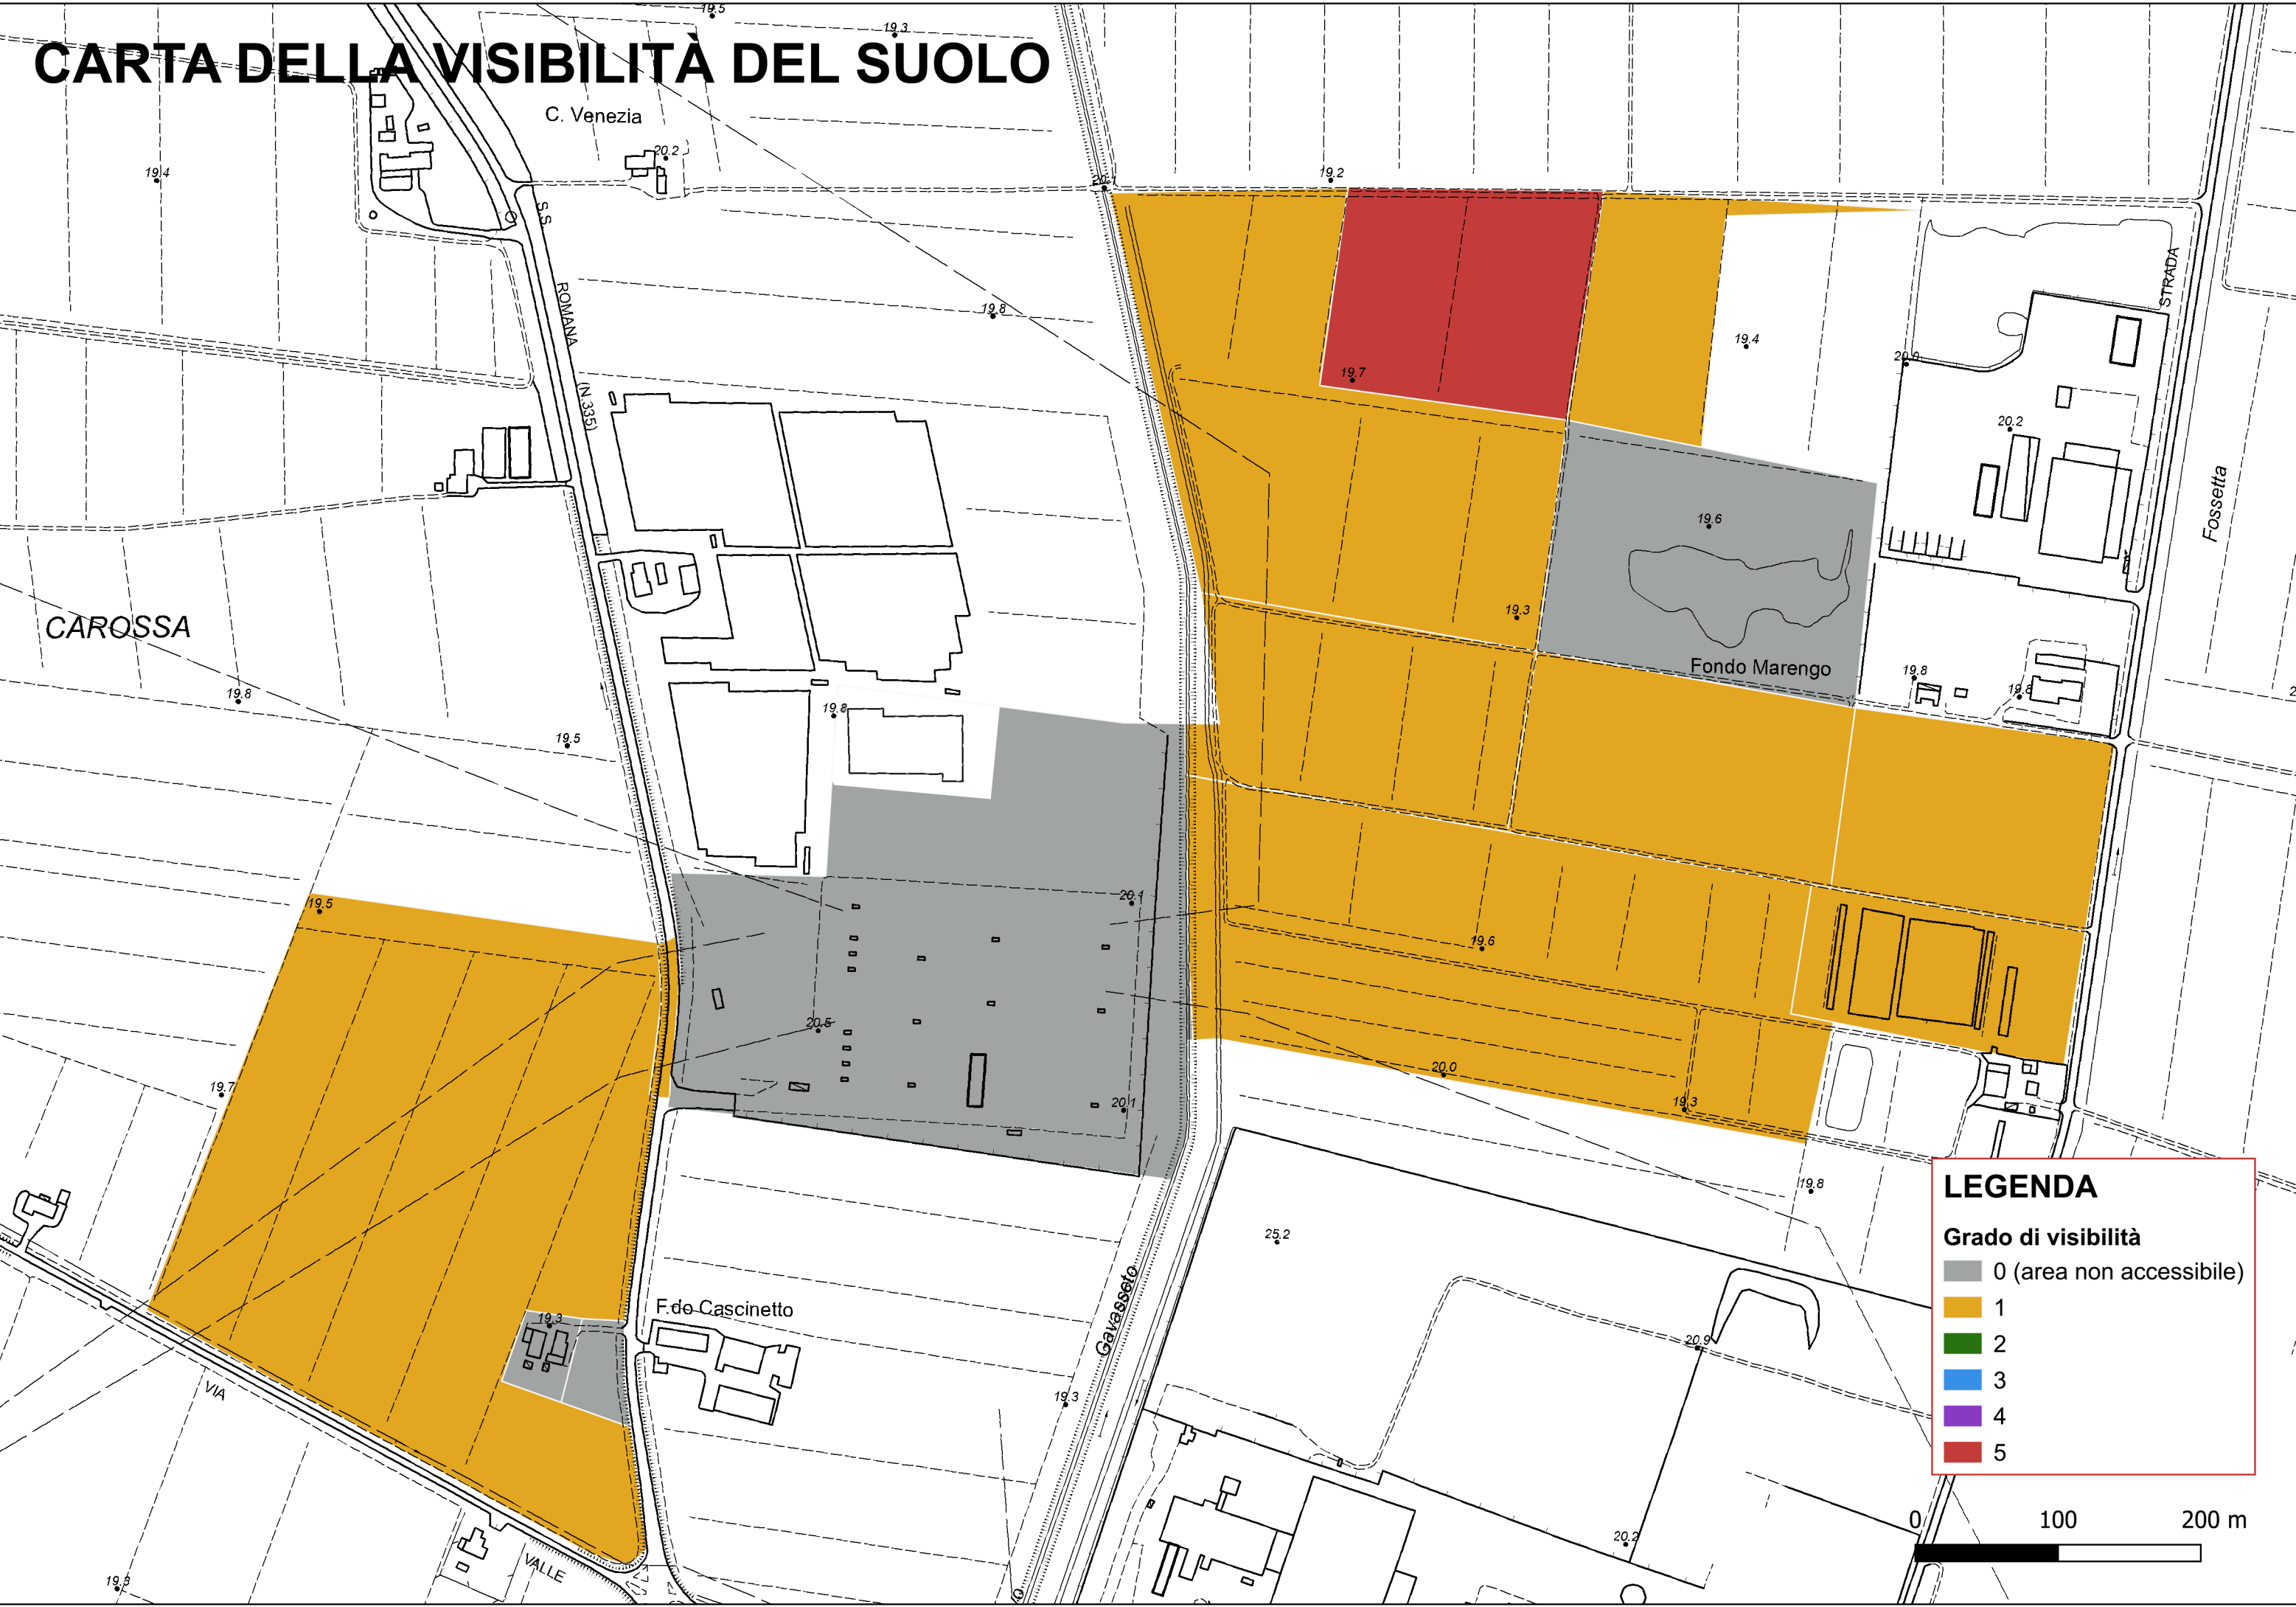 CARTA DELLA VISIBILITÀ DEL SUOLO
19.5
19.3
C. Venezia
20.2
19.4
20.1
19.2
S.S.
ROMANA
(N.335)
19.8
19.7
19.4
20.0
STRADA
20.2
Fossetta
19.6
19.3
Fondo Marengo
19.8
19.8
CAROSSA
19.8
19.5
19.8
19.5
20.1
19.6
20.5
20.0
20.1
19.3
19.7
19.8
25.2
Gavasseto
F.do Cascinetto
19.3
20.9
VIA
19.3
VALLE
19.3
20.2
LEGENDA
Grado di visibilità
0 (area non accessibile)
1
2
3
4
5
0 100 200 m